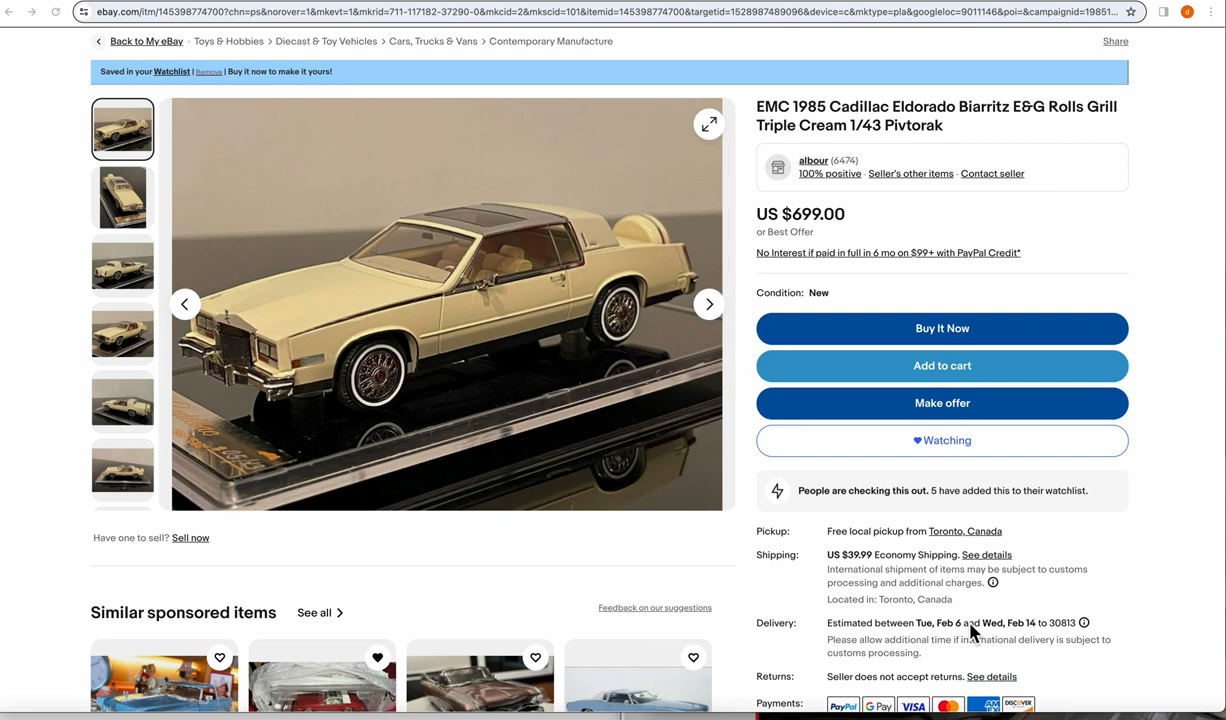 ebay.com/itm/145398774700?chn=ps&norover=1&mkevt=1&mkrid=711-117182-37290-0&mkcid=2&mkscid=101&itemid=145398774700&targetid=1528987489096&device=c&mktype=pla&googleloc=9011146&poi=&campaignid=19851...
d
Back to My eBay · Toys & Hobbies > Diecast & Toy Vehicles > Cars, Trucks & Vans > Contemporary Manufacture
Share
Saved in your Watchlist | Remove | Buy it now to make it yours!
EMC 1985 Cadillac Eldorado Biarritz E&G Rolls Grill
Triple Cream 1/43 Pivtorak
albour (6474)
100% positive · Seller's other items · Contact seller
US $699.00
or Best Offer
No Interest if paid in full in 6 mo on $99+ with PayPal Credit*
Condition: New
Buy It Now
Add to cart
Make offer
Watching
People are checking this out. 5 have added this to their watchlist.
Pickup: Free local pickup from Toronto, Canada
Shipping: US $39.99 Economy Shipping. See details
International shipment of items may be subject to customs
processing and additional charges.
Located in: Toronto, Canada
Delivery: Estimated between Tue, Feb 6 and Wed, Feb 14 to 30813
Please allow additional time if international delivery is subject to
customs processing.
Returns: Seller does not accept returns. See details
Payments: PayPal G Pay VISA AM EX DISCOVER
Have one to sell? Sell now
Similar sponsored items See all
Feedback on our suggestions